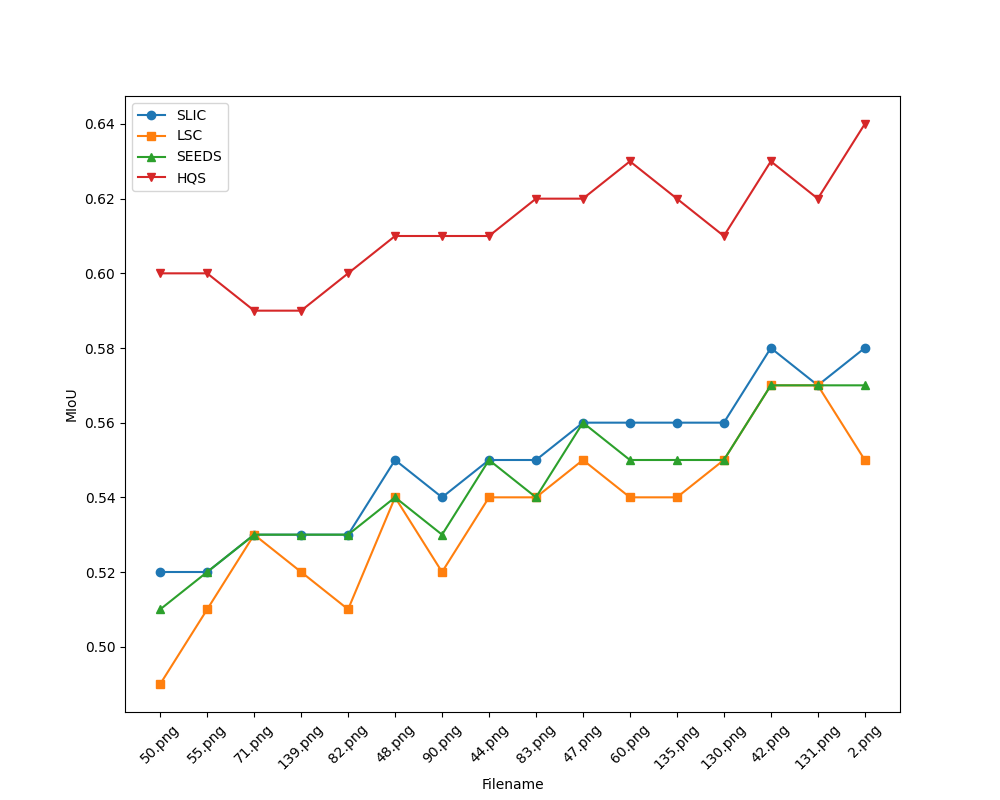 SLIC
LSC
SEEDS
HQS
0.64
0.62
0.60
0.58
0.56
0.54
0.52
0.50
MIoU
50.png
55.png
71.png
139.png
82.png
48.png
90.png
44.png
83.png
47.png
60.png
135.png
130.png
42.png
131.png
2.png
Filename